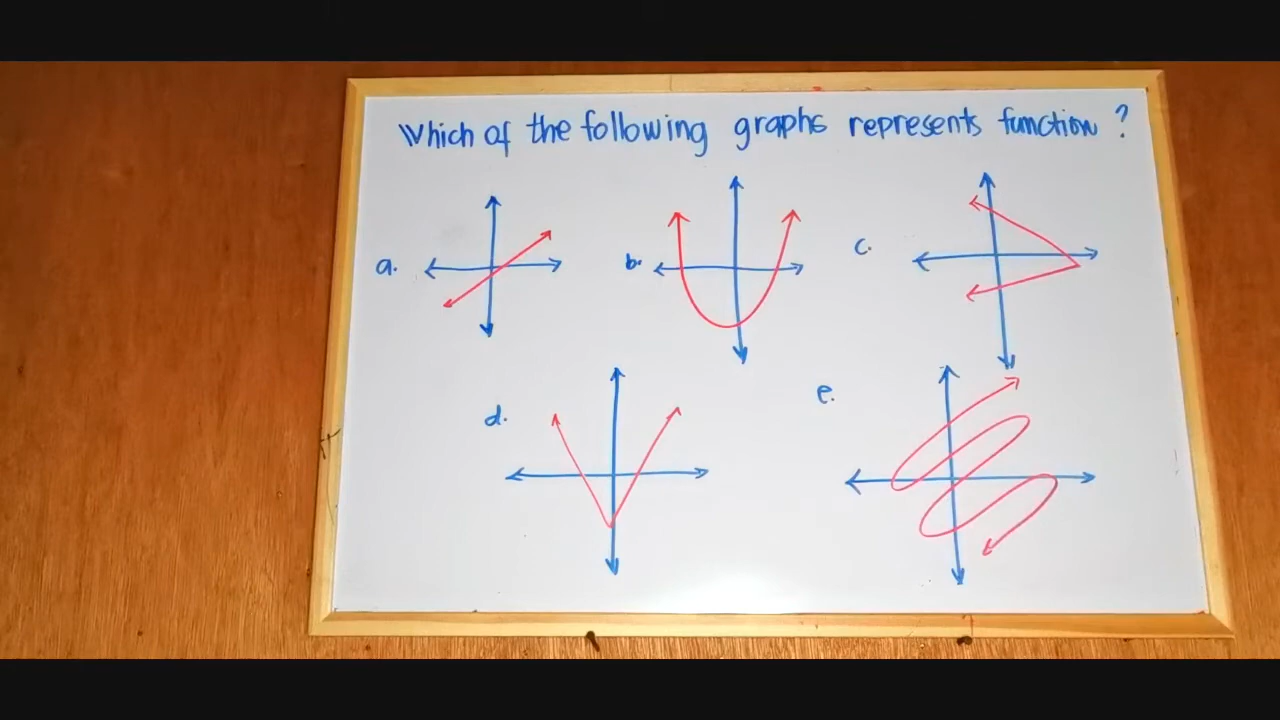 Which of the following graphs represents function ?
a.
b.
c.
d.
e.